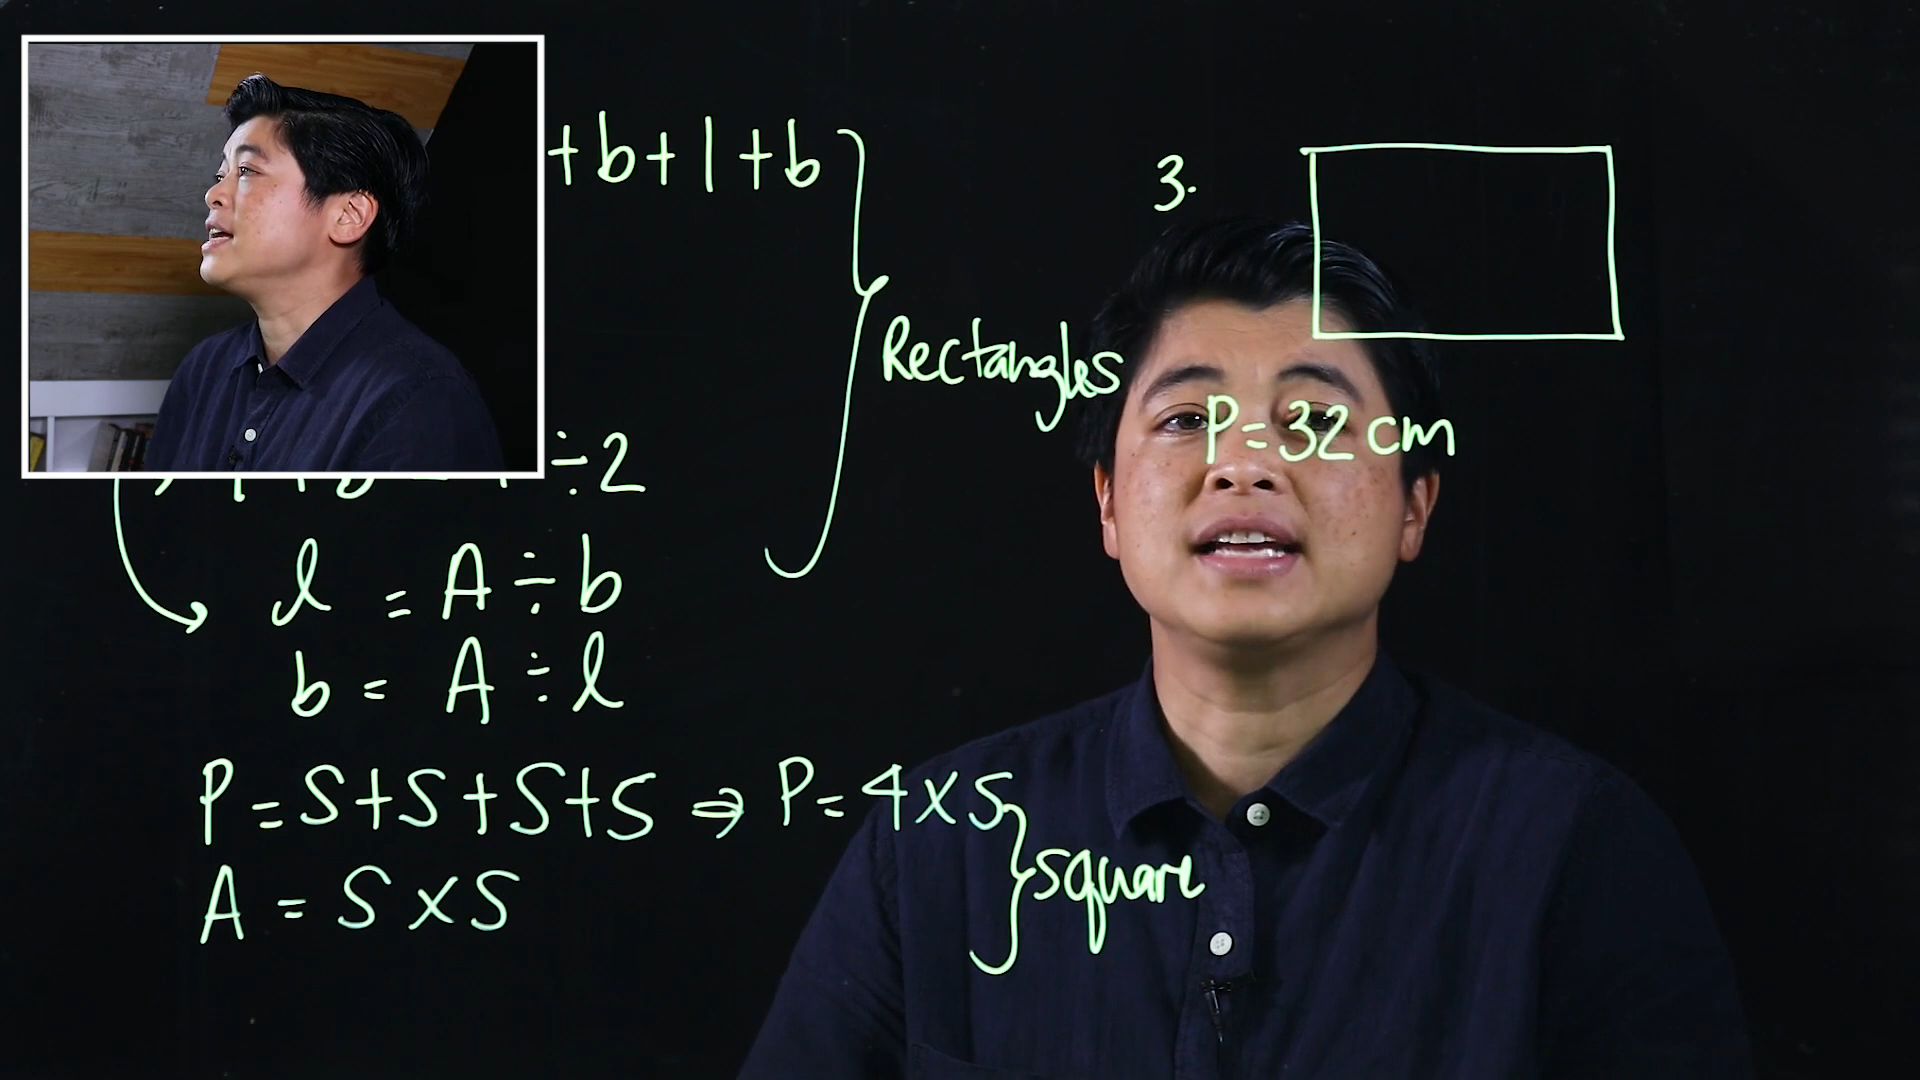 +b+l+b
÷2
l = A ÷ b
b = A ÷ l
P = S+S+S+S ⇒ P = 4×S
A = S×S
Rectangles
square
3.
P = 32 cm